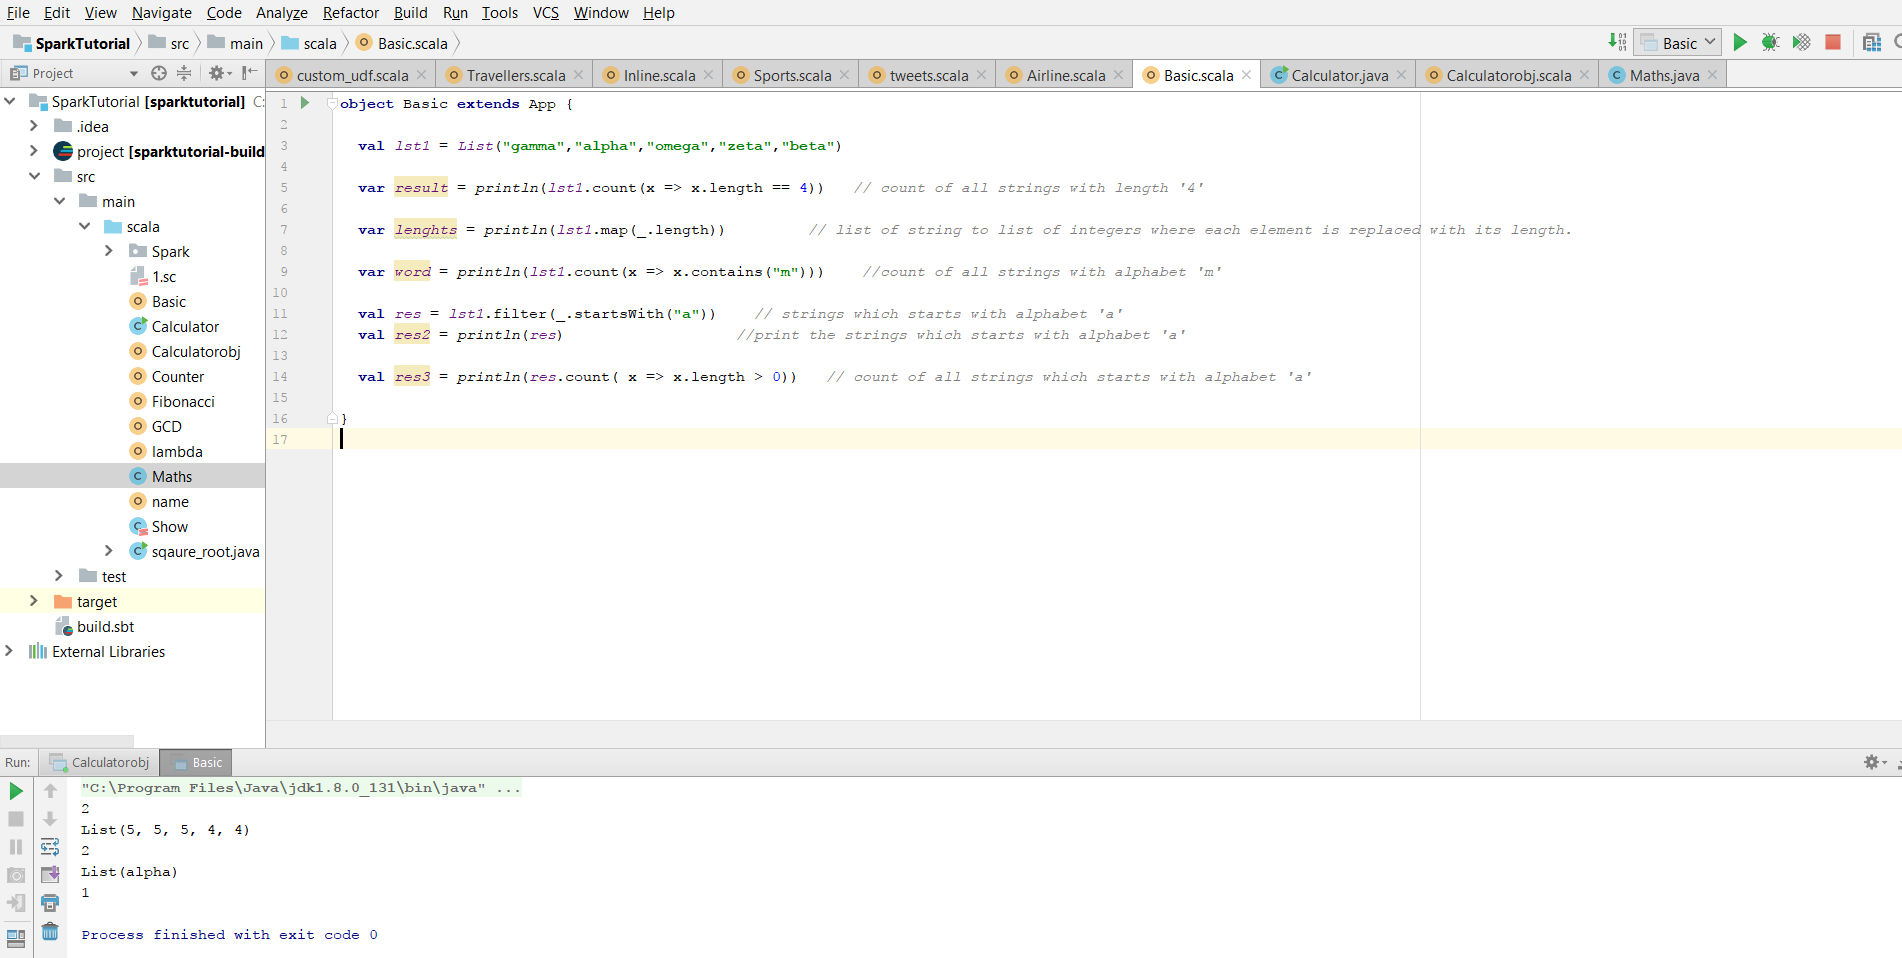 File Edit View Navigate Code Analyze Refactor Build Run Tools VCS Window Help
SparkTutorial src main scala Basic.scala Basic
Project custom_udf.scala Travellers.scala Inline.scala Sports.scala tweets.scala Airline.scala Basic.scala Calculator.java Calculatorobj.scala Maths.java
SparkTutorial [sparktutorial] C:
.idea
project [sparktutorial-build
src
main
scala
Spark
1.sc
Basic
Calculator
Calculatorobj
Counter
Fibonacci
GCD
lambda
Maths
name
Show
sqaure_root.java
test
target
build.sbt
External Libraries
1 object Basic extends App {
2
3 val lst1 = List("gamma","alpha","omega","zeta","beta")
4
5 var result = println(lst1.count(x => x.length == 4)) // count of all strings with length '4'
6
7 var lenghts = println(lst1.map(_.length)) // list of string to list of integers where each element is replaced with its length.
8
9 var word = println(lst1.count(x => x.contains("m"))) //count of all strings with alphabet 'm'
10
11 val res = lst1.filter(_.startsWith("a")) // strings which starts with alphabet 'a'
12 val res2 = println(res) //print the strings which starts with alphabet 'a'
13
14 val res3 = println(res.count( x => x.length > 0)) // count of all strings which starts with alphabet 'a'
15
16 }
17
Run: Calculatorobj Basic
"C:\Program Files\Java\jdk1.8.0_131\bin\java" ...
2
List(5, 5, 5, 4, 4)
2
List(alpha)
1
Process finished with exit code 0